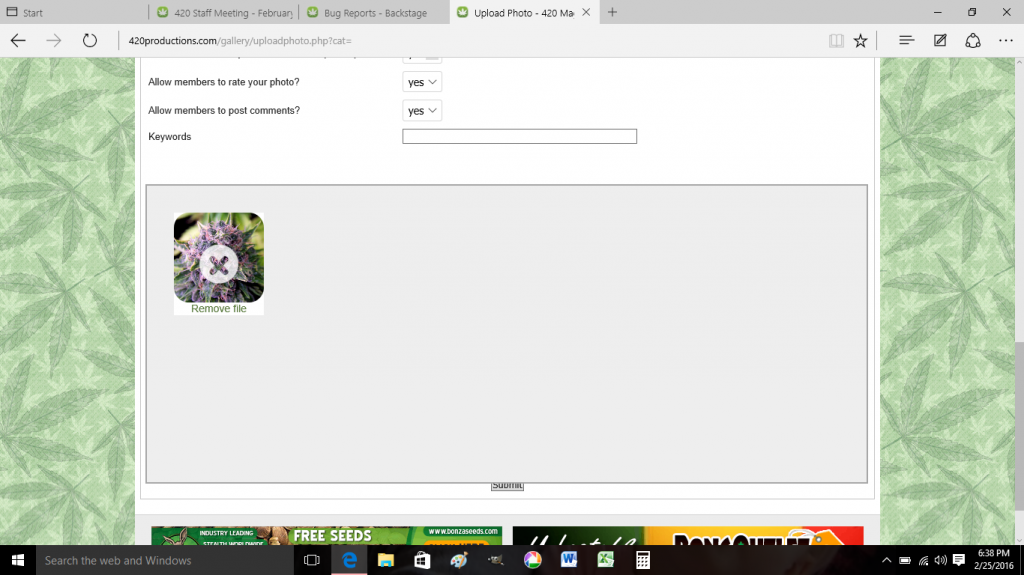 Start
420 Staff Meeting - February
Bug Reports - Backstage
Upload Photo - 420 Ma
420productions.com/gallery/uploadphoto.php?cat=
Allow members to rate your photo?
yes
Allow members to post comments?
yes
Keywords
Remove file
Submit
INDUSTRY LEADING
STEALTH WORLDWIDE
FREE SEEDS
www.bonzaseeds.com
Search the web and Windows
6:38 PM
2/25/2016